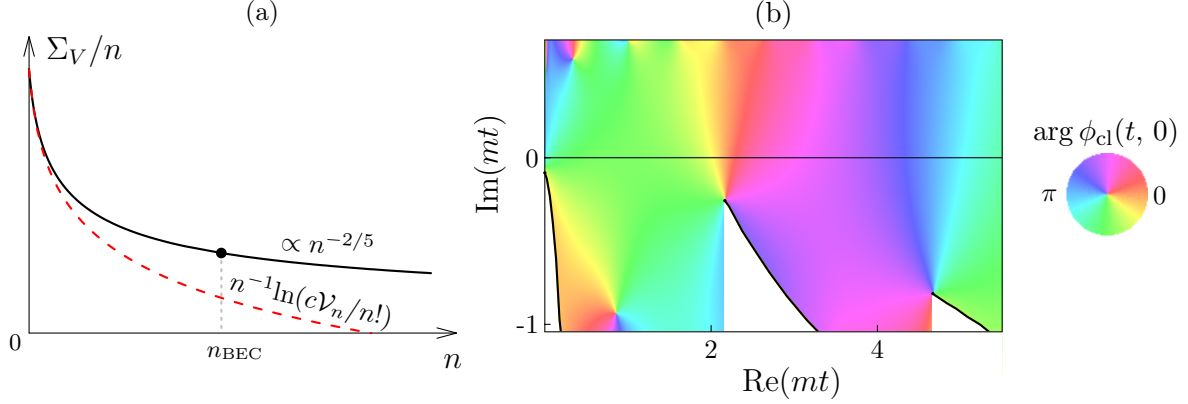 (a)
Σ_V/n
∝ n^{-2/5}
n^{-1}ln(c𝒱_n/n!)
0
n_BEC
n
(b)
Im(mt)
0
-1
2
4
Re(mt)
arg ϕ_cl(t, 0)
π
0